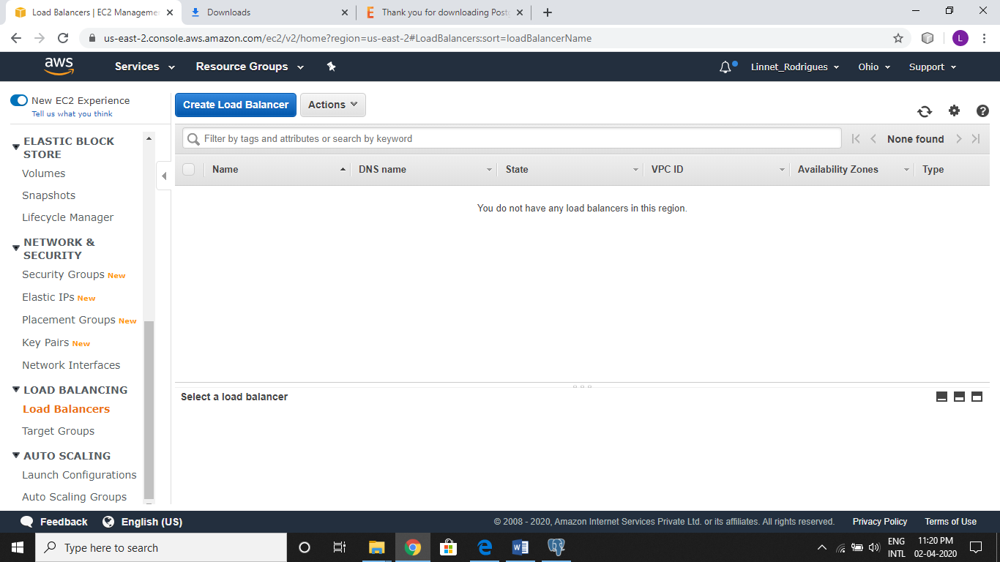 Load Balancers | EC2 Managemen
Downloads
Thank you for downloading Postg
us-east-2.console.aws.amazon.com/ec2/v2/home?region=us-east-2#LoadBalancers:sort=loadBalancerName
L
aws
Services
Resource Groups
Linnet_Rodrigues
Ohio
Support
New EC2 Experience
Tell us what you think
ELASTIC BLOCK
STORE
Volumes
Snapshots
Lifecycle Manager
NETWORK &
SECURITY
Security Groups New
Elastic IPs New
Placement Groups New
Key Pairs New
Network Interfaces
LOAD BALANCING
Load Balancers
Target Groups
AUTO SCALING
Launch Configurations
Auto Scaling Groups
Create Load Balancer
Actions
Filter by tags and attributes or search by keyword
None found
Name
DNS name
State
VPC ID
Availability Zones
Type
You do not have any load balancers in this region.
Select a load balancer
Feedback
English (US)
© 2008 - 2020, Amazon Internet Services Private Ltd. or its affiliates. All rights reserved.
Privacy Policy
Terms of Use
Type here to search
ENG
INTL
11:20 PM
02-04-2020